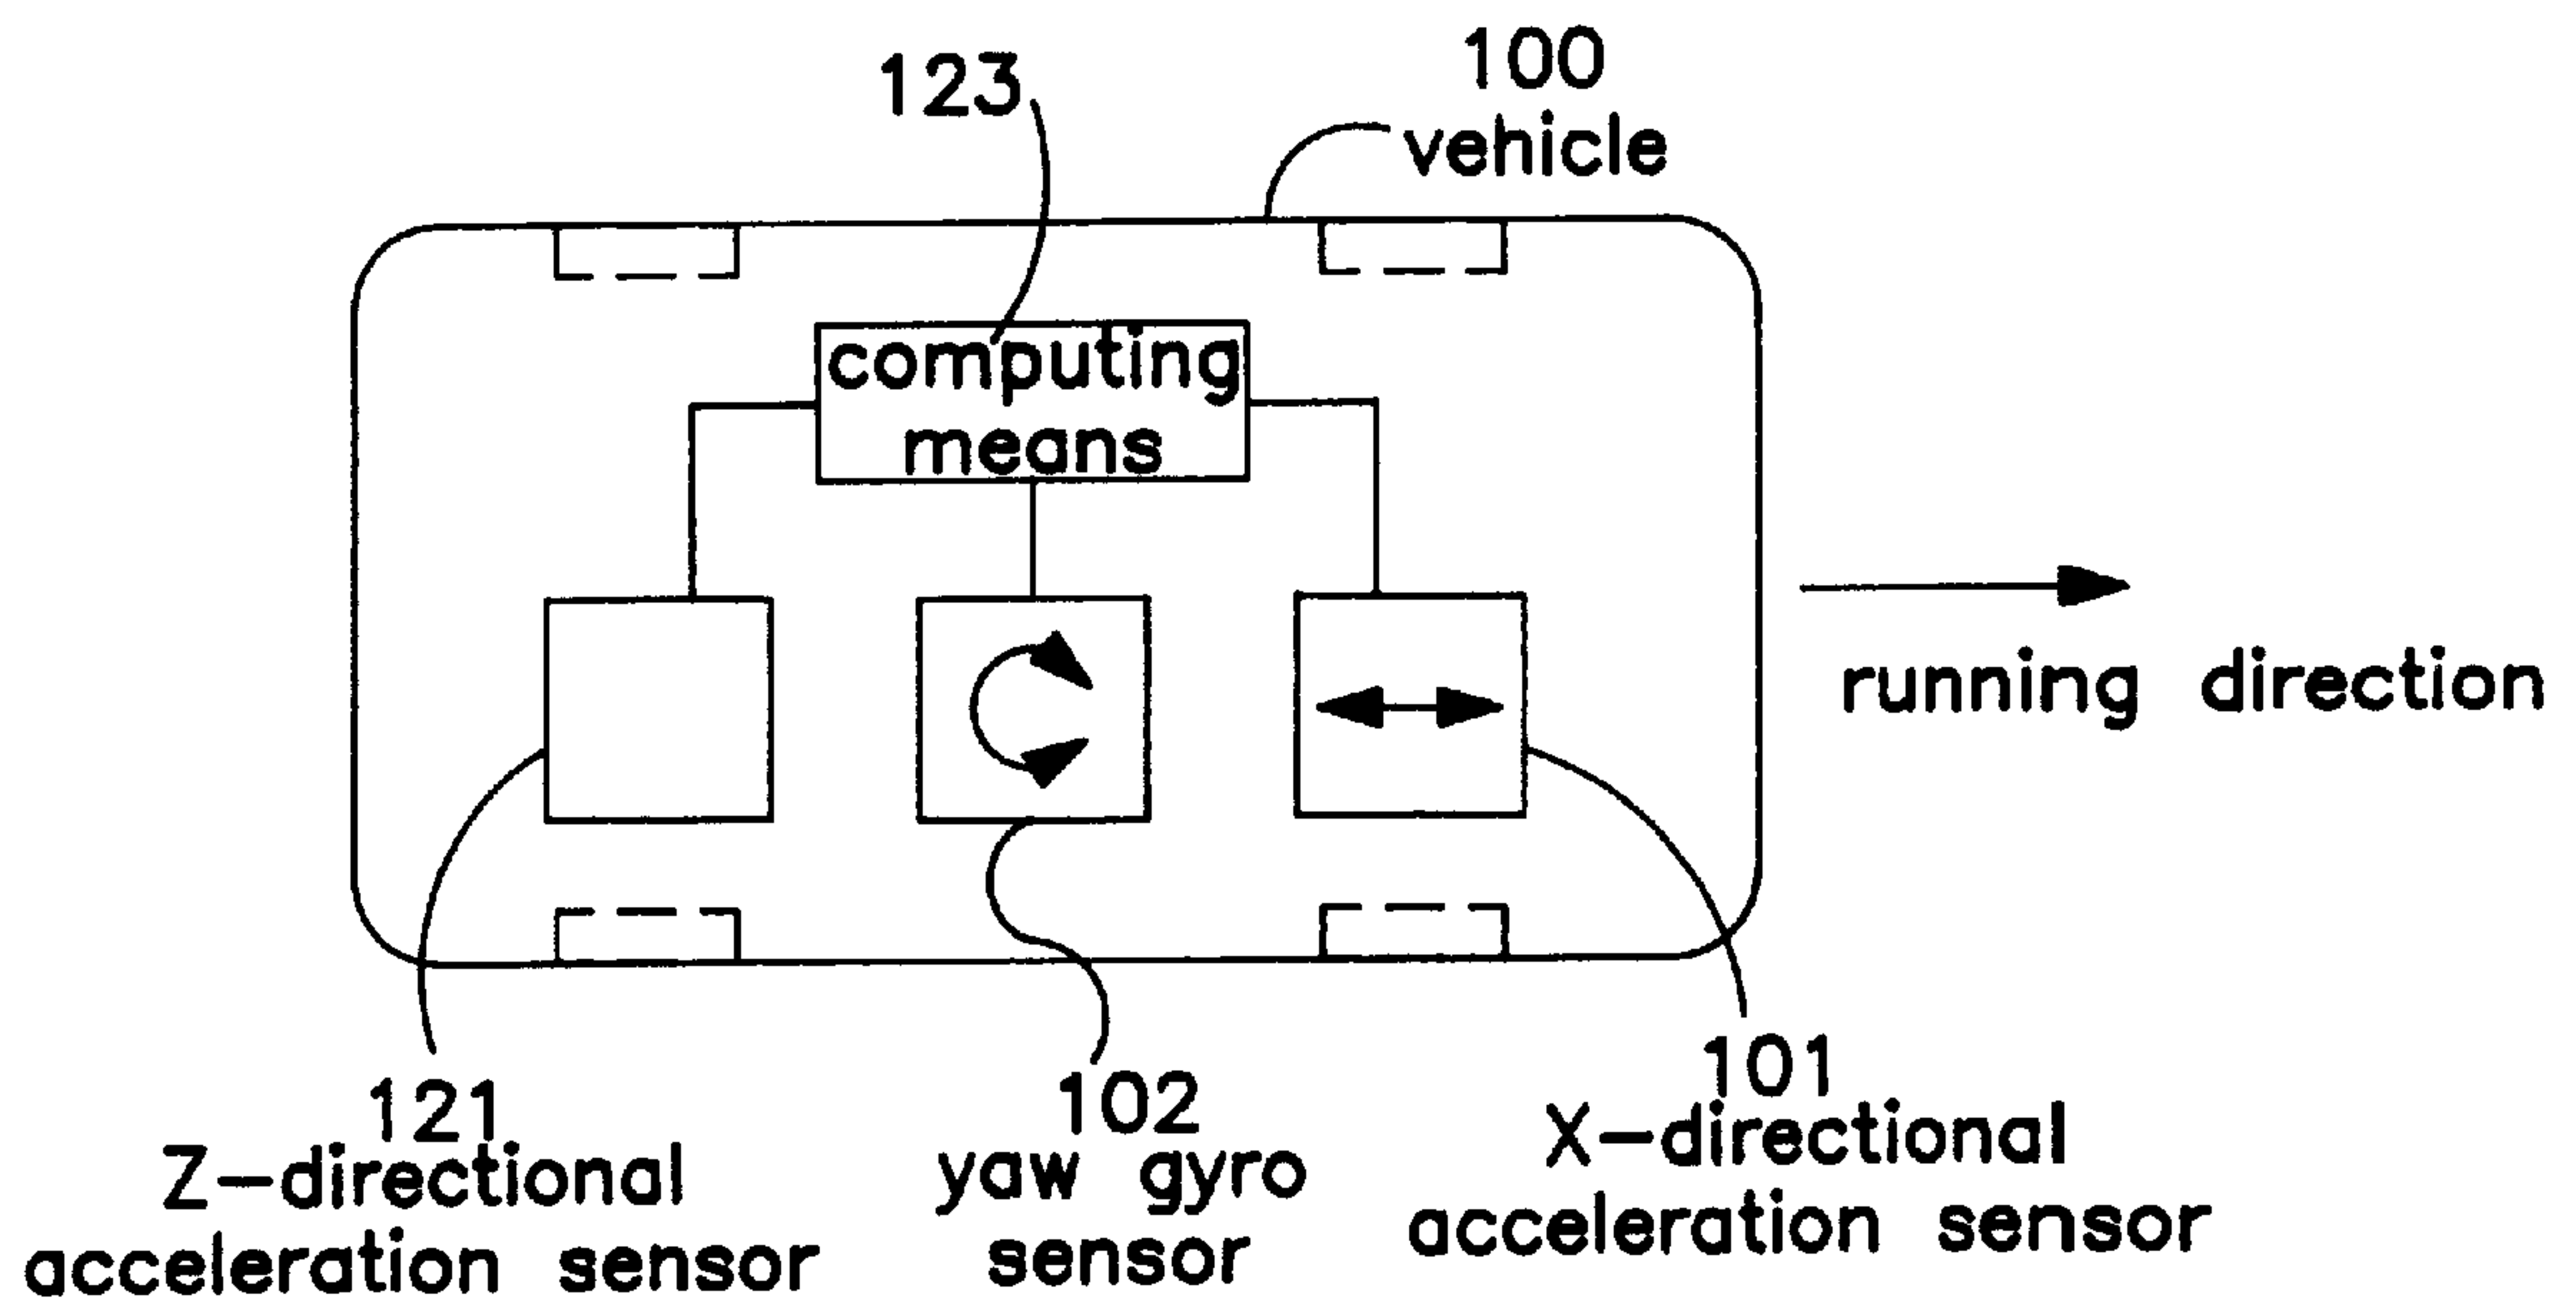 123
100
vehicle
computing
means
running direction
121
Z-directional
acceleration sensor
102
yaw gyro
sensor
101
X-directional
acceleration sensor